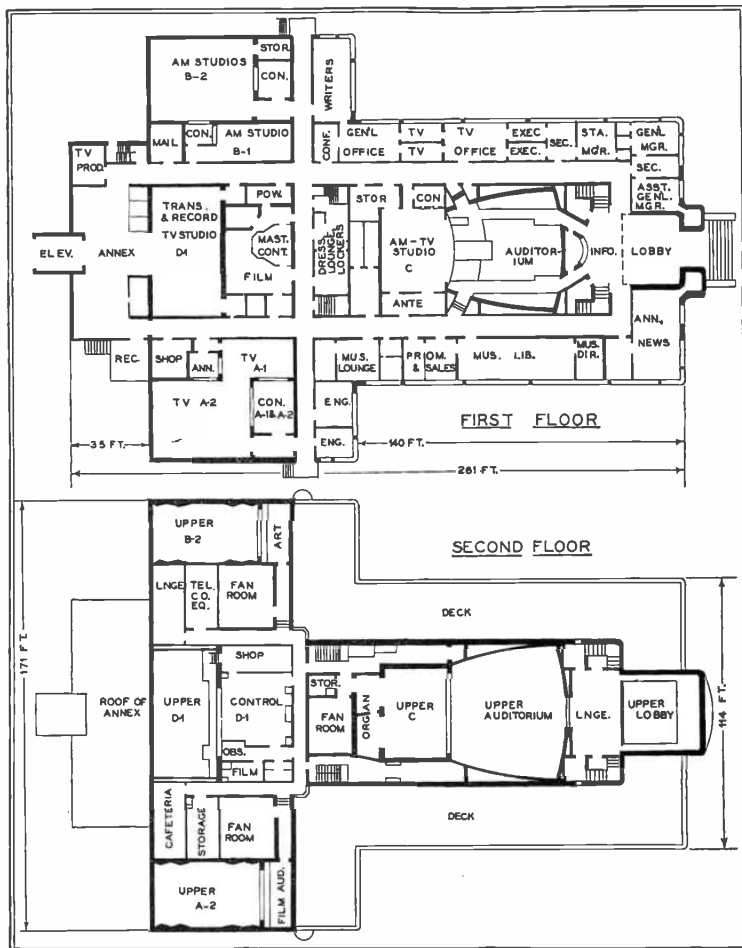 AM STUDIOS
B-2
STOR.
CON.
WRITERS
MAIL
CON.
AM STUDIO
B-1
CONF.
GEN'L
OFFICE
TV
TV
TV
OFFICE
EXEC
EXEC.
SEC.
STA.
MGR.
GEN'L
MGR.
SEC.
ASST.
GENL.
MGR.
TV
PROD.
TRANS.
& RECORD
TV STUDIO
D-1
POW.
MAST.
CONT.
FILM
DRESS.
LOUNGE,
LOCKERS
STOR
CON
AM-TV
STUDIO
C
ANTE
AUDITOR-
IUM
INFO.
LOBBY
ELEV.
ANNEX
ANN.,
NEWS
REC.
SHOP
ANN.
TV
A-1
TV A-2
CON.
A-1 & A-2
MUS.
LOUNGE
PROM.
& SALES
MUS. LIB.
MUS.
DIR.
ENG.
ENG.
FIRST FLOOR
35 FT.
140 FT.
261 FT.
SECOND FLOOR
UPPER
B-2
ART
LNGE
TEL.
CO.
EQ.
FAN
ROOM
DECK
171 FT.
114 FT.
ROOF OF
ANNEX
UPPER
D-1
SHOP
CONTROL
D-1
OBS.
FILM
STOR.
FAN
ROOM
ORGAN
UPPER
C
UPPER
AUDITORIUM
LNGE.
UPPER
LOBBY
CAFETERIA
STORAGE
FAN
ROOM
DECK
UPPER
A-2
FILM AUD.